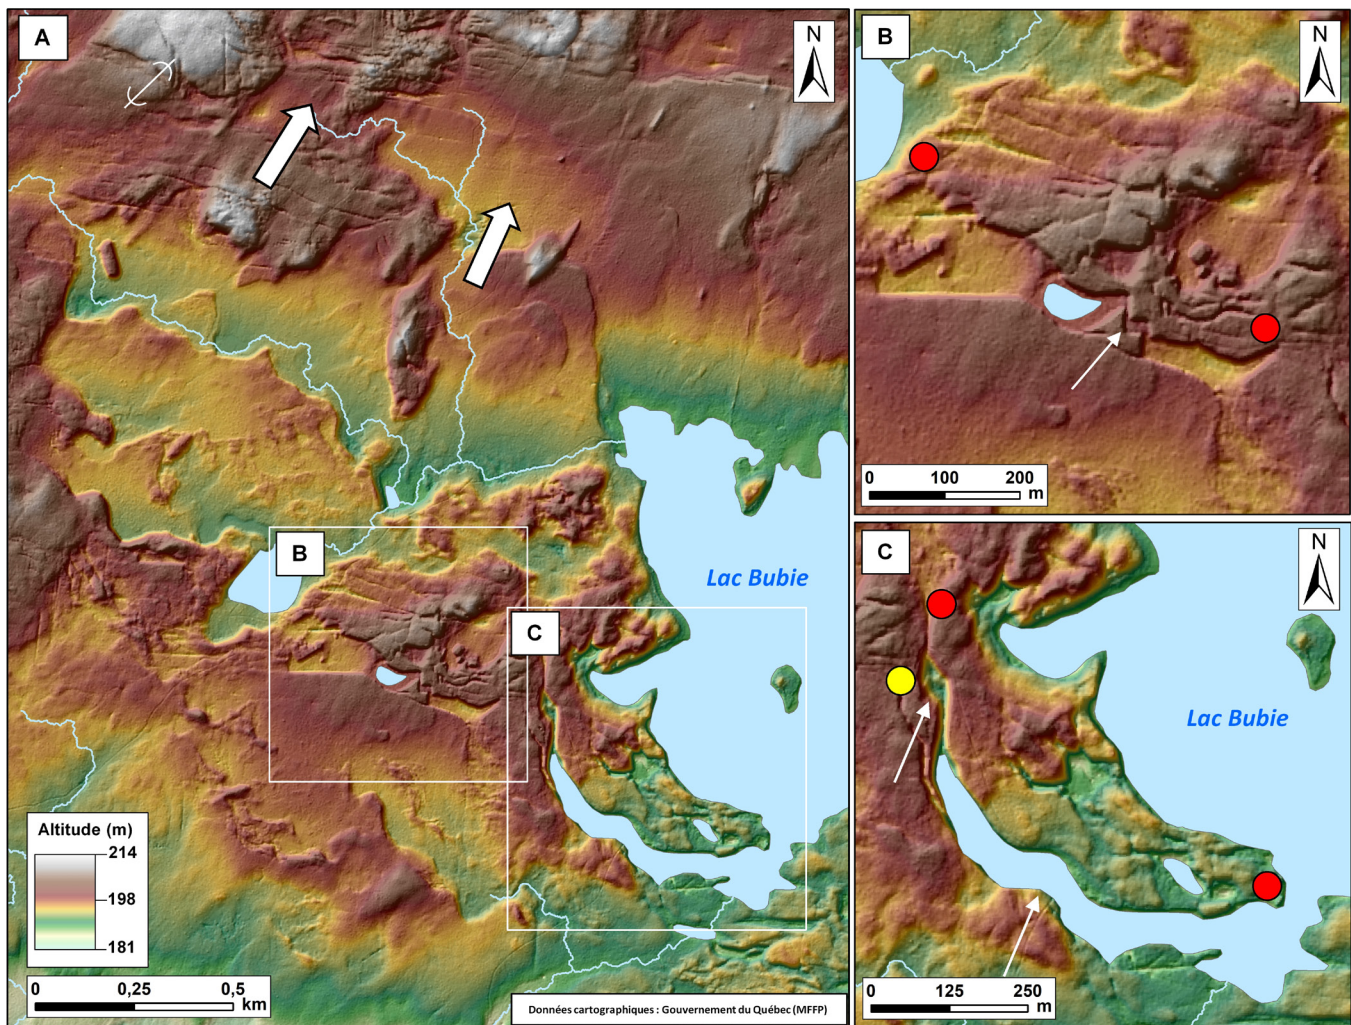 A
N
B
C
Lac Bubie
Altitude (m)
214
198
181
0
0,25
0,5
km
Données cartographiques : Gouvernement du Québec (MFFP)
B
N
0
100
200
m
C
N
Lac Bubie
0
125
250
m